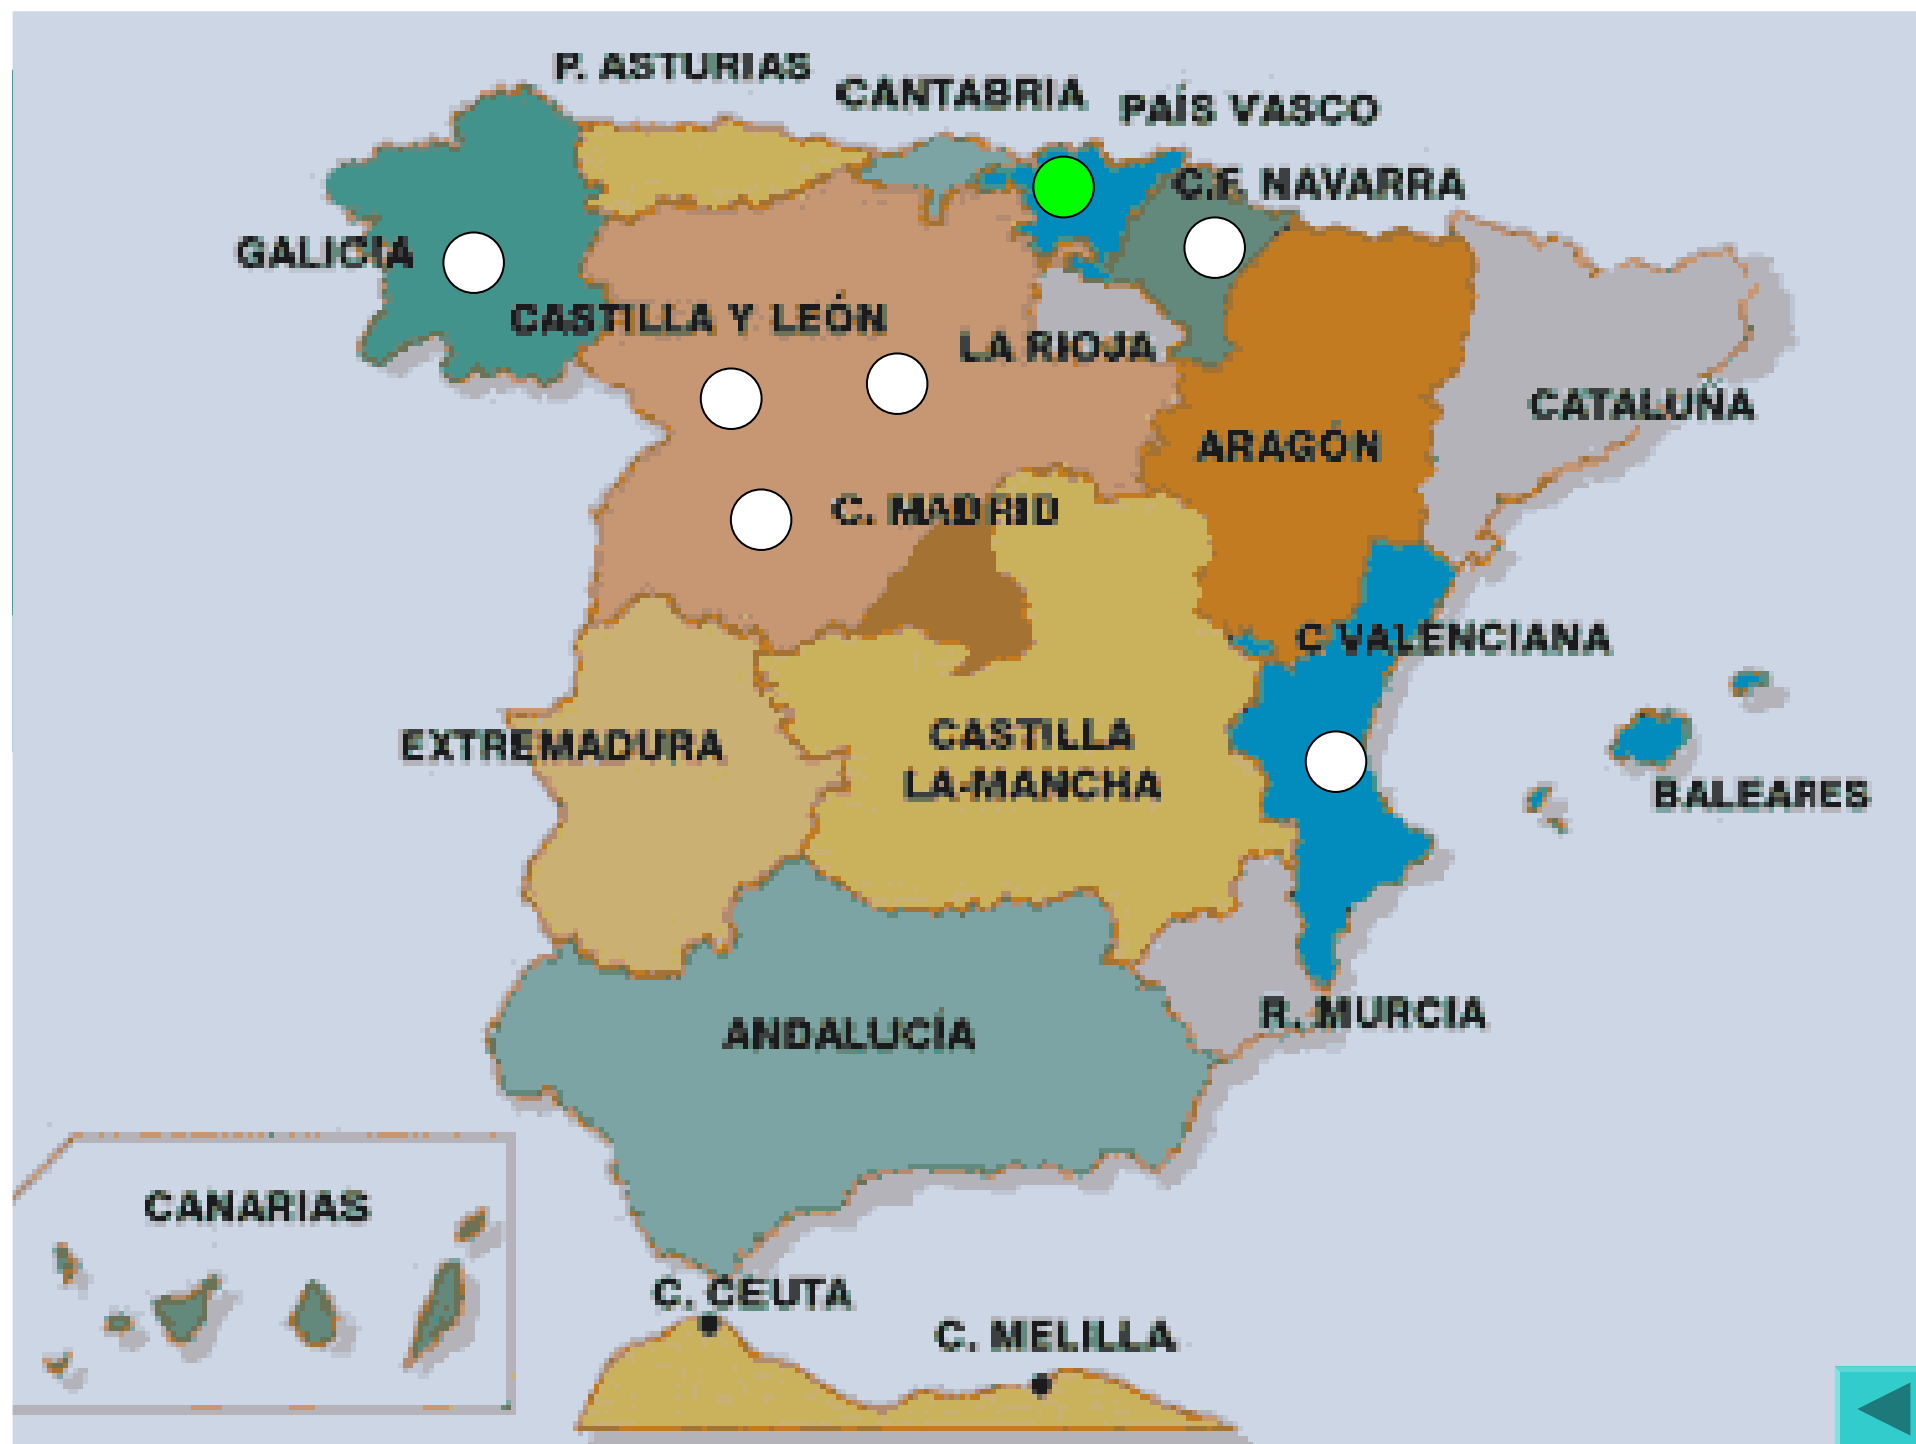 P. ASTURIAS
CANTABRIA
PAÍS VASCO
C.F. NAVARRA
GALICIA
CASTILLA Y LEÓN
LA RIOJA
CATALUÑA
ARAGÓN
C. MADRID
C VALENCIANA
EXTREMADURA
CASTILLA
LA-MANCHA
BALEARES
R. MURCIA
ANDALUCÍA
CANARIAS
C. CEUTA
C. MELILLA